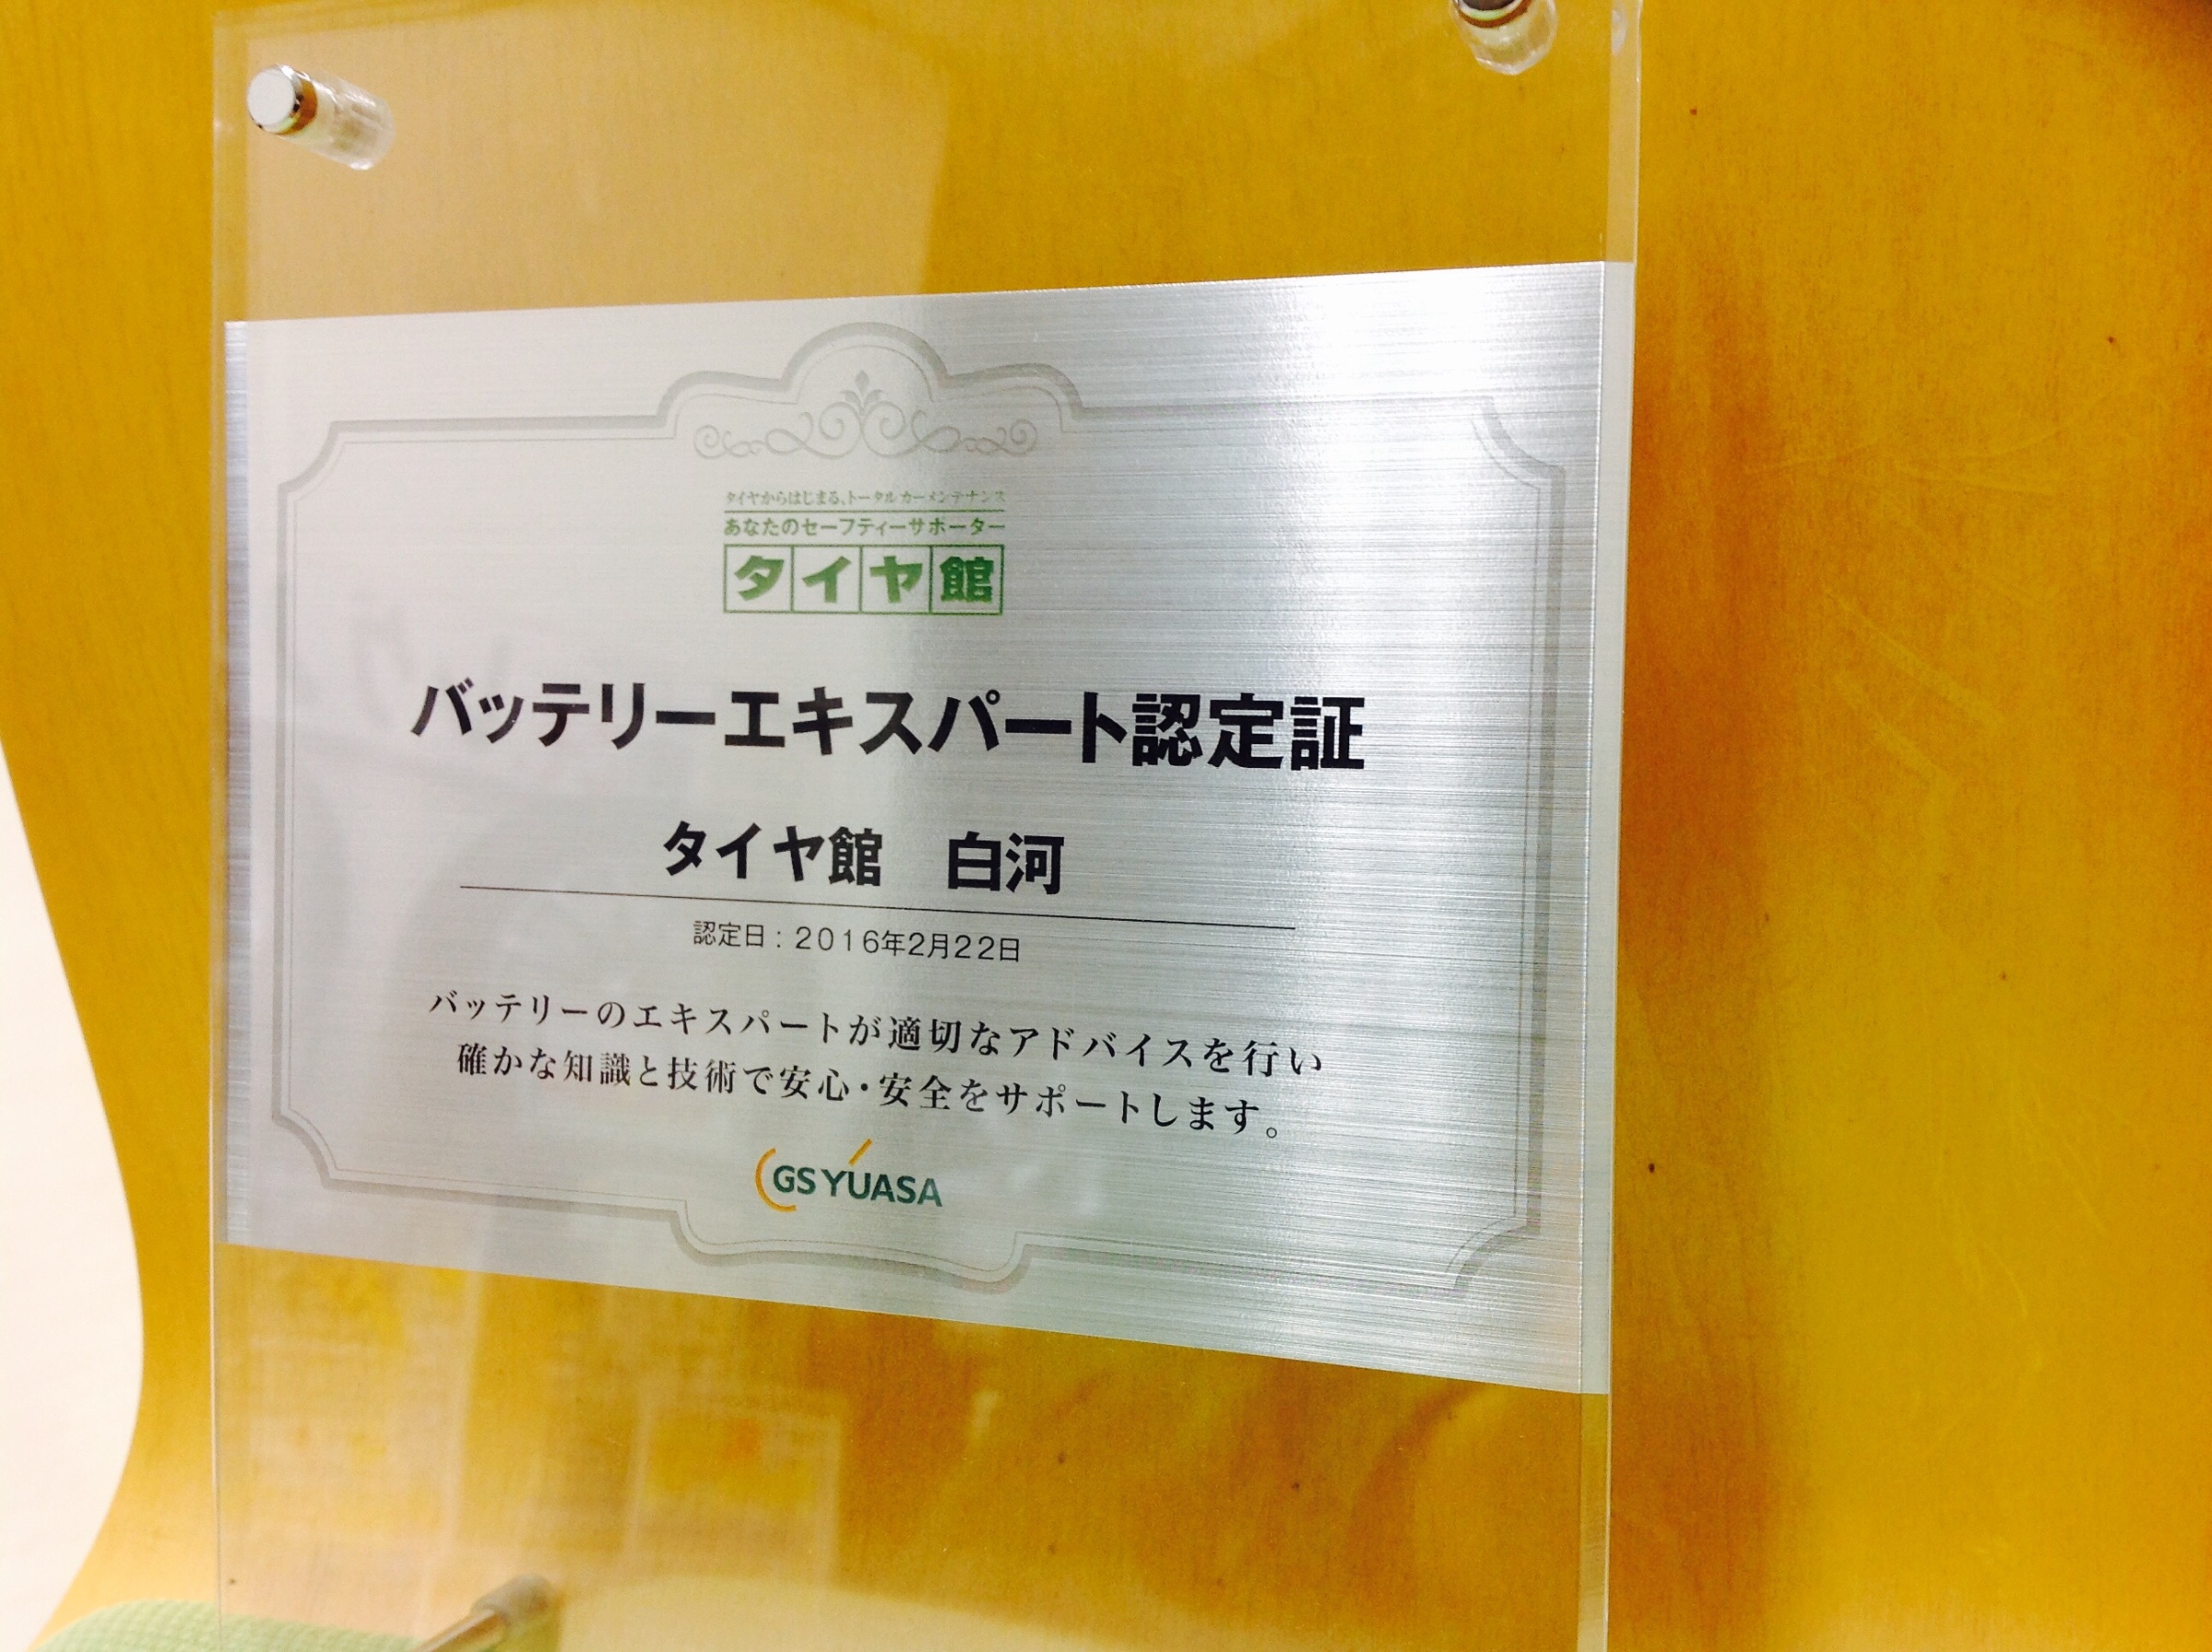 タイヤからはじまる、トータルカーメンテナンス
あなたのセーフティーサポーター
タイヤ館
バッテリーエキスパート認定証
タイヤ館　白河
認定日：2016年2月22日
バッテリーのエキスパートが適切なアドバイスを行い
確かな知識と技術で安心・安全をサポートします。
GS YUASA